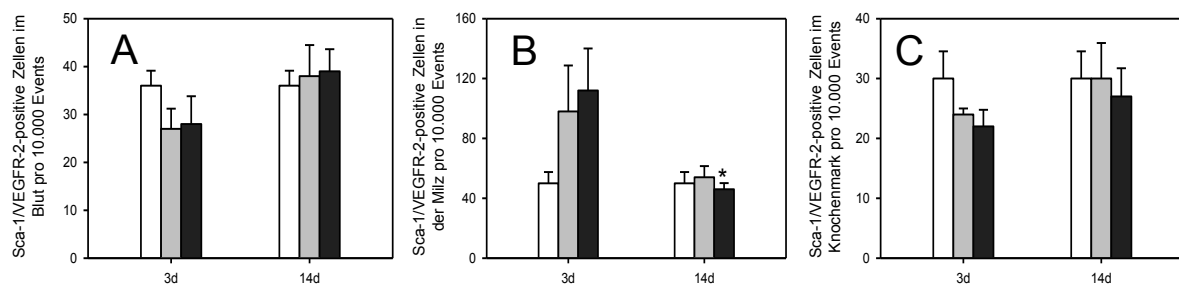 Sca-1/VEGFR-2-positive Zellen im
Blut pro 10.000 Events
50
40
30
20
10
0
A
3d
14d
Sca-1/VEGFR-2-positive Zellen in
der Milz pro 10.000 Events
160
120
80
40
0
B
*
3d
14d
Sca-1/VEGFR-2-positive Zellen im
Knochenmark pro 10.000 Events
40
30
20
10
0
C
3d
14d